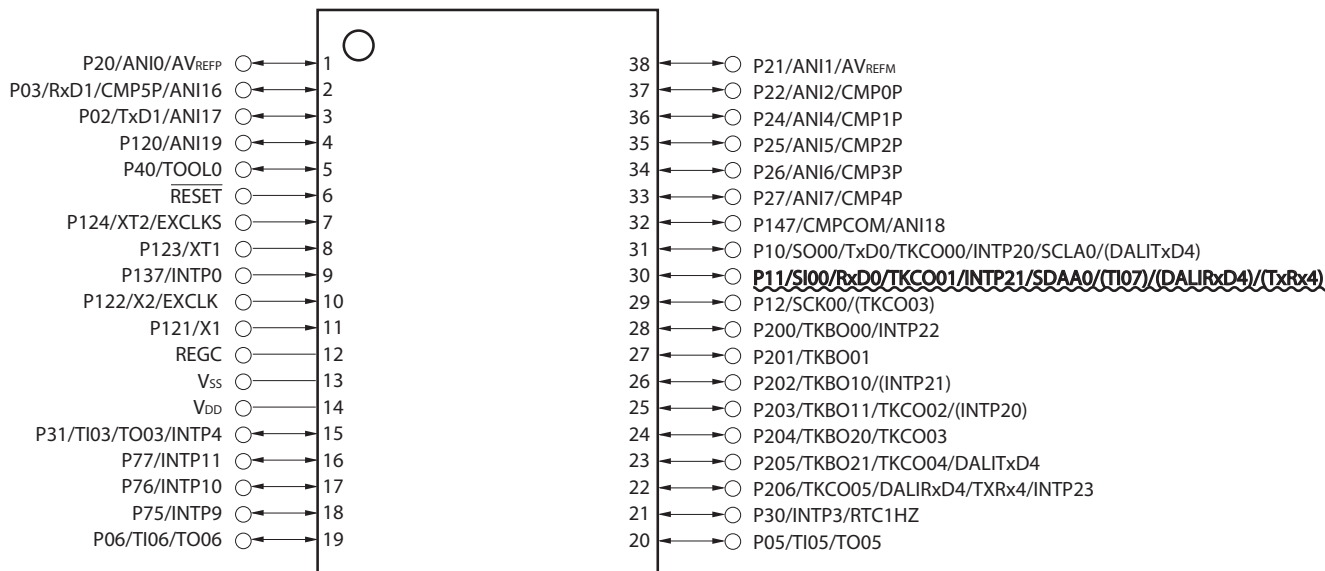 P20/ANI0/AVREFP 1 38 P21/ANI1/AVREFM
P03/RxD1/CMP5P/ANI16 2 37 P22/ANI2/CMP0P
P02/TxD1/ANI17 3 36 P24/ANI4/CMP1P
P120/ANI19 4 35 P25/ANI5/CMP2P
P40/TOOL0 5 34 P26/ANI6/CMP3P
RESET 6 33 P27/ANI7/CMP4P
P124/XT2/EXCLKS 7 32 P147/CMPCOM/ANI18
P123/XT1 8 31 P10/SO00/TxD0/TKCO00/INTP20/SCLA0/(DALITxD4)
P137/INTP0 9 30 P11/SI00/RxD0/TKCO01/INTP21/SDAA0/(TI07)/(DALIRxD4)/(TxRx4)
P122/X2/EXCLK 10 29 P12/SCK00/(TKCO03)
P121/X1 11 28 P200/TKBO00/INTP22
REGC 12 27 P201/TKBO01
VSS 13 26 P202/TKBO10/(INTP21)
VDD 14 25 P203/TKBO11/TKCO02/(INTP20)
P31/TI03/TO03/INTP4 15 24 P204/TKBO20/TKCO03
P77/INTP11 16 23 P205/TKBO21/TKCO04/DALITxD4
P76/INTP10 17 22 P206/TKCO05/DALIRxD4/TXRx4/INTP23
P75/INTP9 18 21 P30/INTP3/RTC1HZ
P06/TI06/TO06 19 20 P05/TI05/TO05